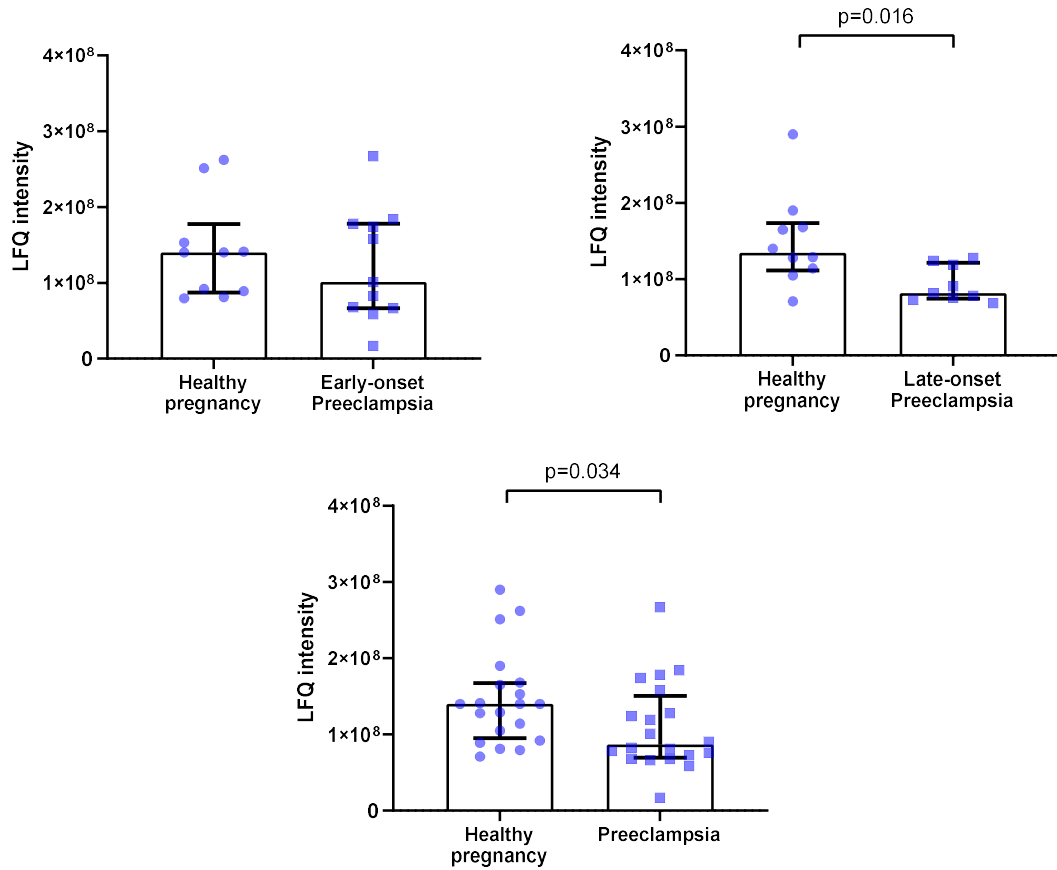 LFQ intensity
4×10⁸
3×10⁸
2×10⁸
1×10⁸
0
Healthy
pregnancy
Early-onset
Preeclampsia
p=0.016
LFQ intensity
4×10⁸
3×10⁸
2×10⁸
1×10⁸
0
Healthy
pregnancy
Late-onset
Preeclampsia
p=0.034
LFQ intensity
4×10⁸
3×10⁸
2×10⁸
1×10⁸
0
Healthy
pregnancy
Preeclampsia